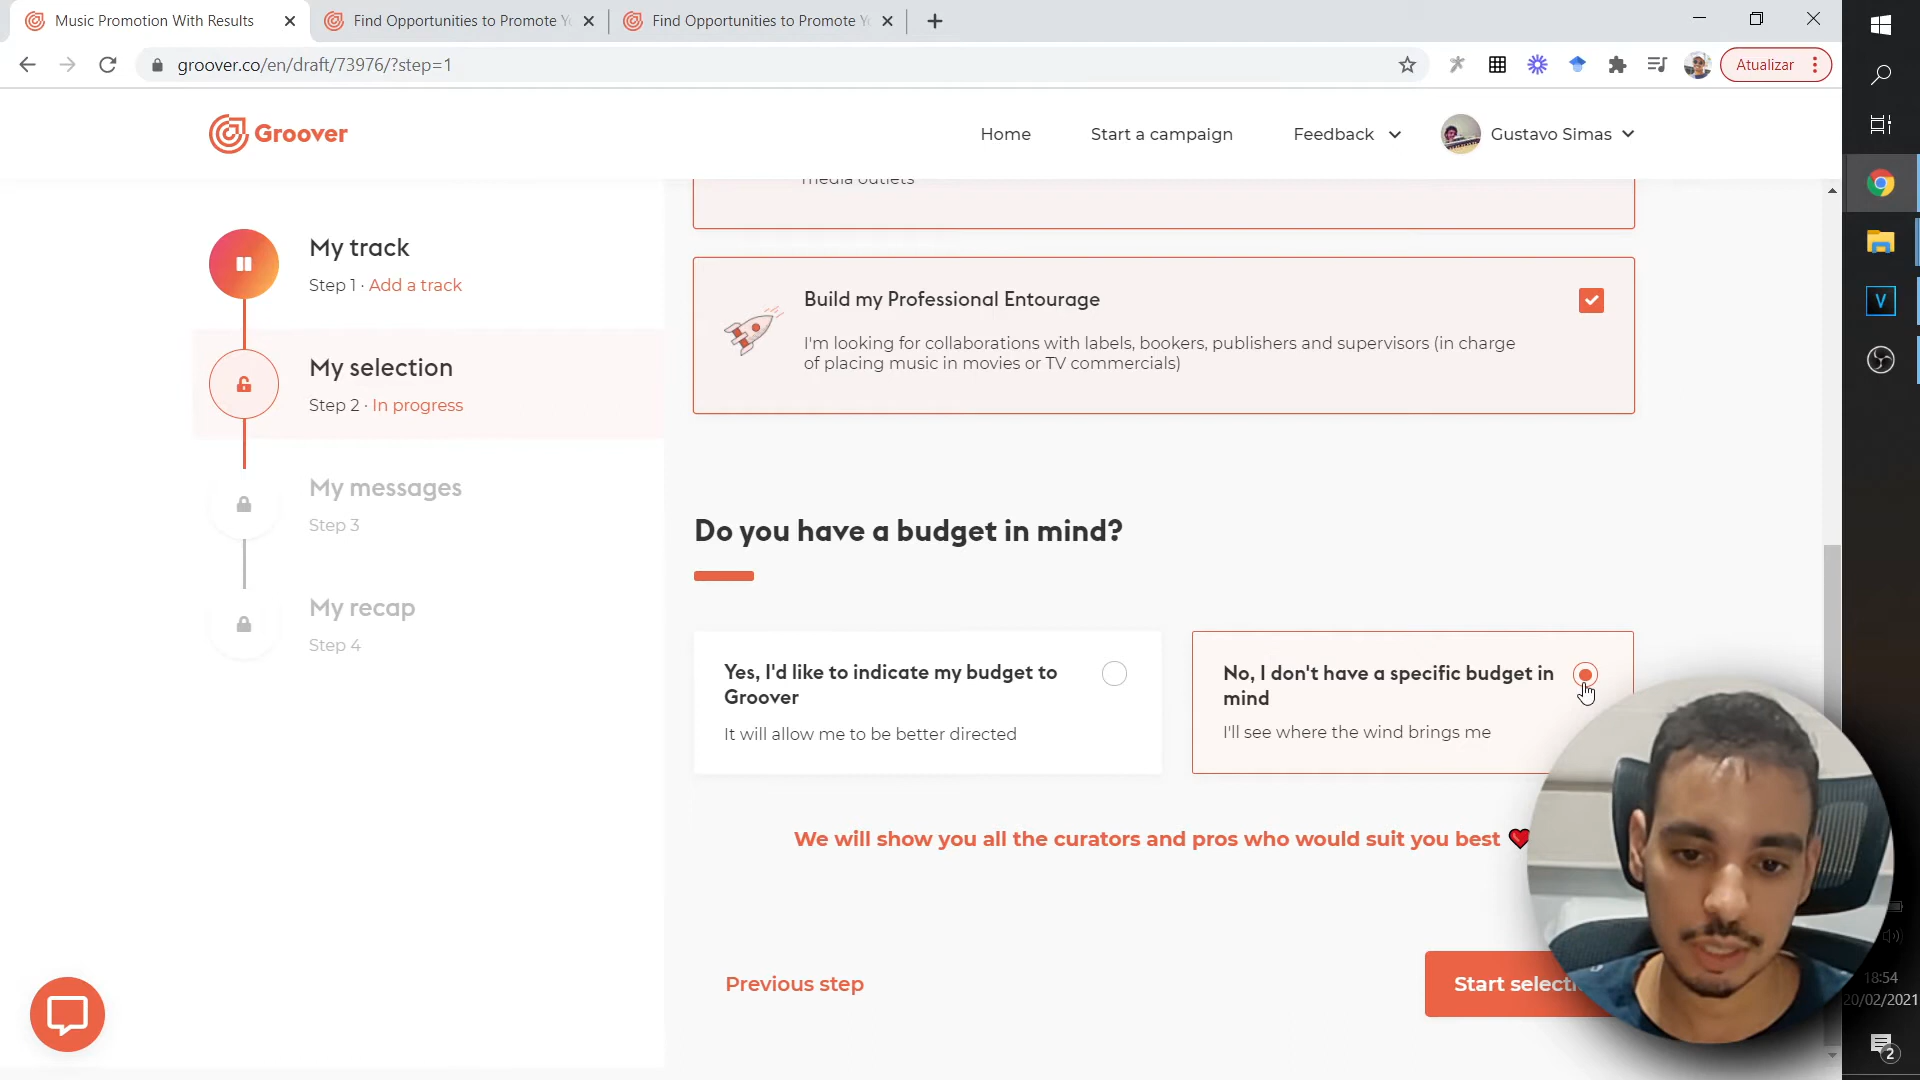 Music Promotion With Results
Find Opportunities to Promote Y
Find Opportunities to Promote Y
groover.co/en/draft/73976/?step=1
Atualizar
Groover
Home
Start a campaign
Feedback
Gustavo Simas
media outlets
My track
Step 1 · Add a track
My selection
Step 2 · In progress
My messages
Step 3
My recap
Step 4
Build my Professional Entourage
I'm looking for collaborations with labels, bookers, publishers and supervisors (in charge
of placing music in movies or TV commercials)
Do you have a budget in mind?
Yes, I'd like to indicate my budget to
Groover
It will allow me to be better directed
No, I don't have a specific budget in
mind
I'll see where the wind brings me
We will show you all the curators and pros who would suit you best
Previous step
Start selecti
V
18:54
20/02/2021
2